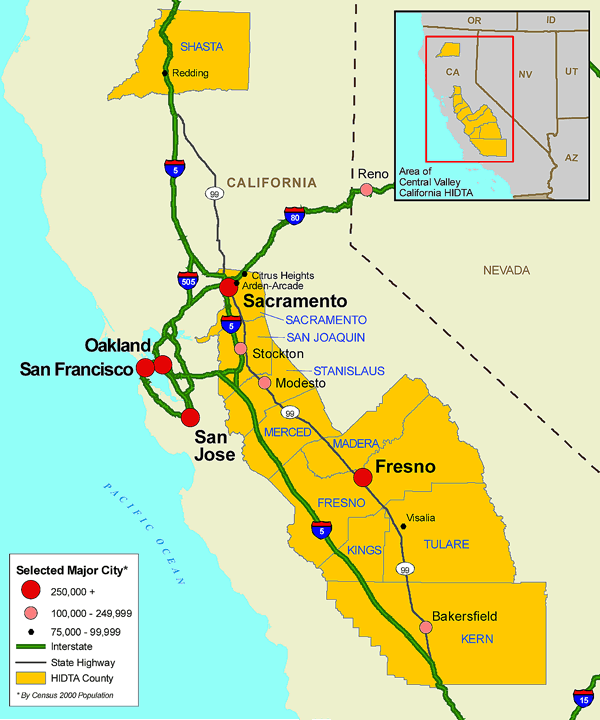 SHASTA
Redding
OR
ID
CA
NV
UT
AZ
Area of
Central Valley
California HIDTA
5
99
CALIFORNIA
Reno
80
NEVADA
505
Citrus Heights
Arden-Arcade
Sacramento
5
SACRAMENTO
SAN JOAQUIN
Oakland
Stockton
San Francisco
STANISLAUS
Modesto
99
San
Jose
MERCED
MADERA
Fresno
PACIFIC OCEAN
FRESNO
Visalia
5
KINGS
TULARE
99
Bakersfield
KERN
15
Selected Major City*
250,000 +
100,000 - 249,999
75,000 - 99,999
Interstate
State Highway
HIDTA County
* By Census 2000 Population